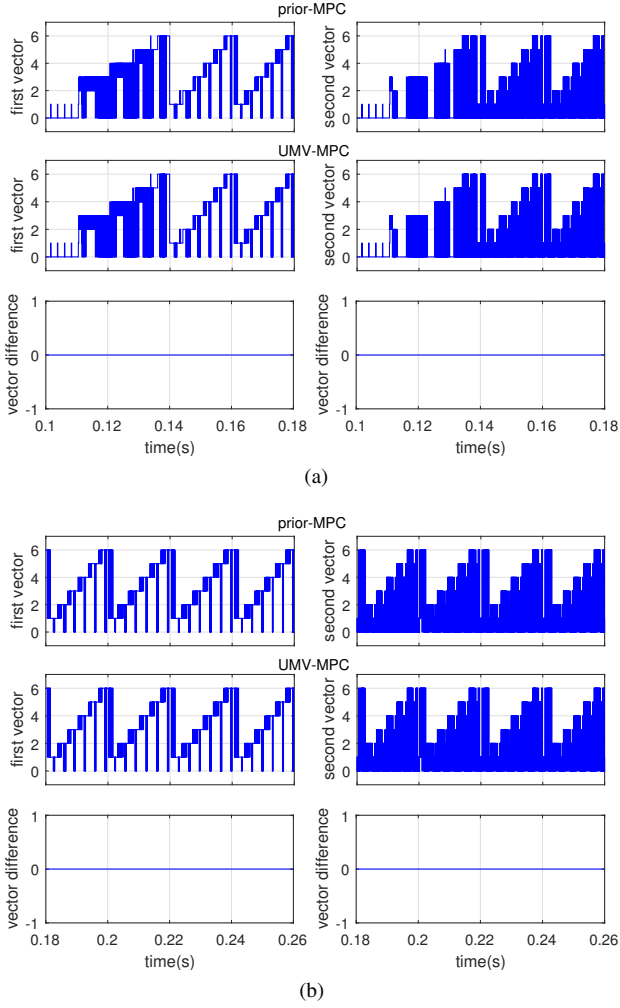 prior-MPC
first vector
6
4
2
0
second vector
6
4
2
0
UMV-MPC
first vector
6
4
2
0
second vector
6
4
2
0
vector difference
1
0
-1
0.1 0.12 0.14 0.16 0.18
time(s)
vector difference
1
0
-1
0.1 0.12 0.14 0.16 0.18
time(s)
(a)
prior-MPC
first vector
6
4
2
0
second vector
6
4
2
0
UMV-MPC
first vector
6
4
2
0
second vector
6
4
2
0
vector difference
1
0
-1
0.18 0.2 0.22 0.24 0.26
time(s)
vector difference
1
0
-1
0.18 0.2 0.22 0.24 0.26
time(s)
(b)